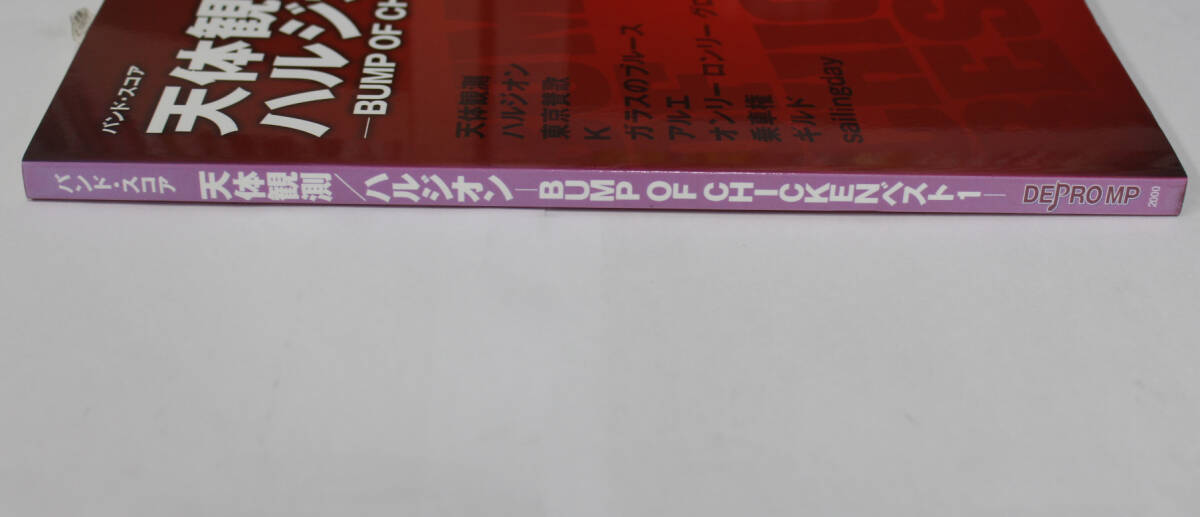 バンド・スコア
天体観
ハルジオ
—BUMP OF CH
天体観測
ハルジオン
東京賛歌
K
ガラスのブルース
アルエ
オンリー ロンリー グロ
乗車権
ギルド
sailingday
バンド・スコア 天体観測/ハルジオン—BUMP OF CHICKENベスト1— DEPRO MP 2000